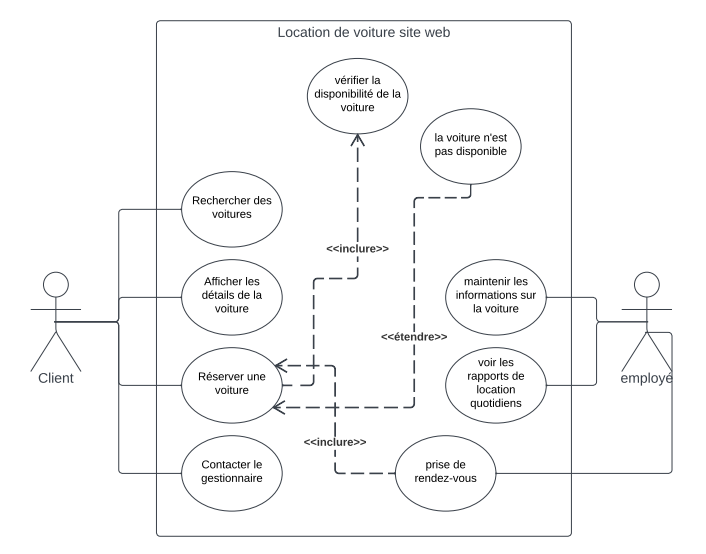 Location de voiture site web
vérifier la
disponibilité de la
voiture
la voiture n'est
pas disponible
Rechercher des
voitures
<<inclure>>
Afficher les
détails de la
voiture
maintenir les
informations sur
la voiture
<<étendre>>
Client
Réserver une
voiture
voir les
rapports de
location
quotidiens
employé
<<inclure>>
Contacter le
gestionnaire
prise de
rendez-vous